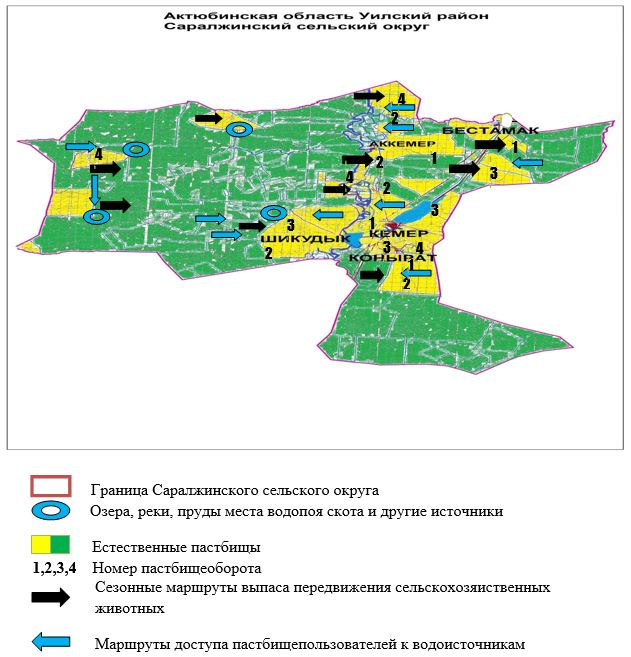 Актюбинская область Уилский район
Саралжинский сельский округ
4
2
БЕСТАМАК
АККЕМЕР
1
4
2
1
3
4
2
3
1
3
КЕМЕР
ШИКУДЫК
3
4
2
КОНЫРАТ
1
2
Граница Саралжинского сельского округа
Озера, реки, пруды места водопоя скота и другие источники
Естественные пастбищы
1,2,3,4 Номер пастбищеоборота
Сезонные маршруты выпаса передвижения сельскохозяиственных
животных
Маршруты доступа пастбищепользователей к водоисточникам